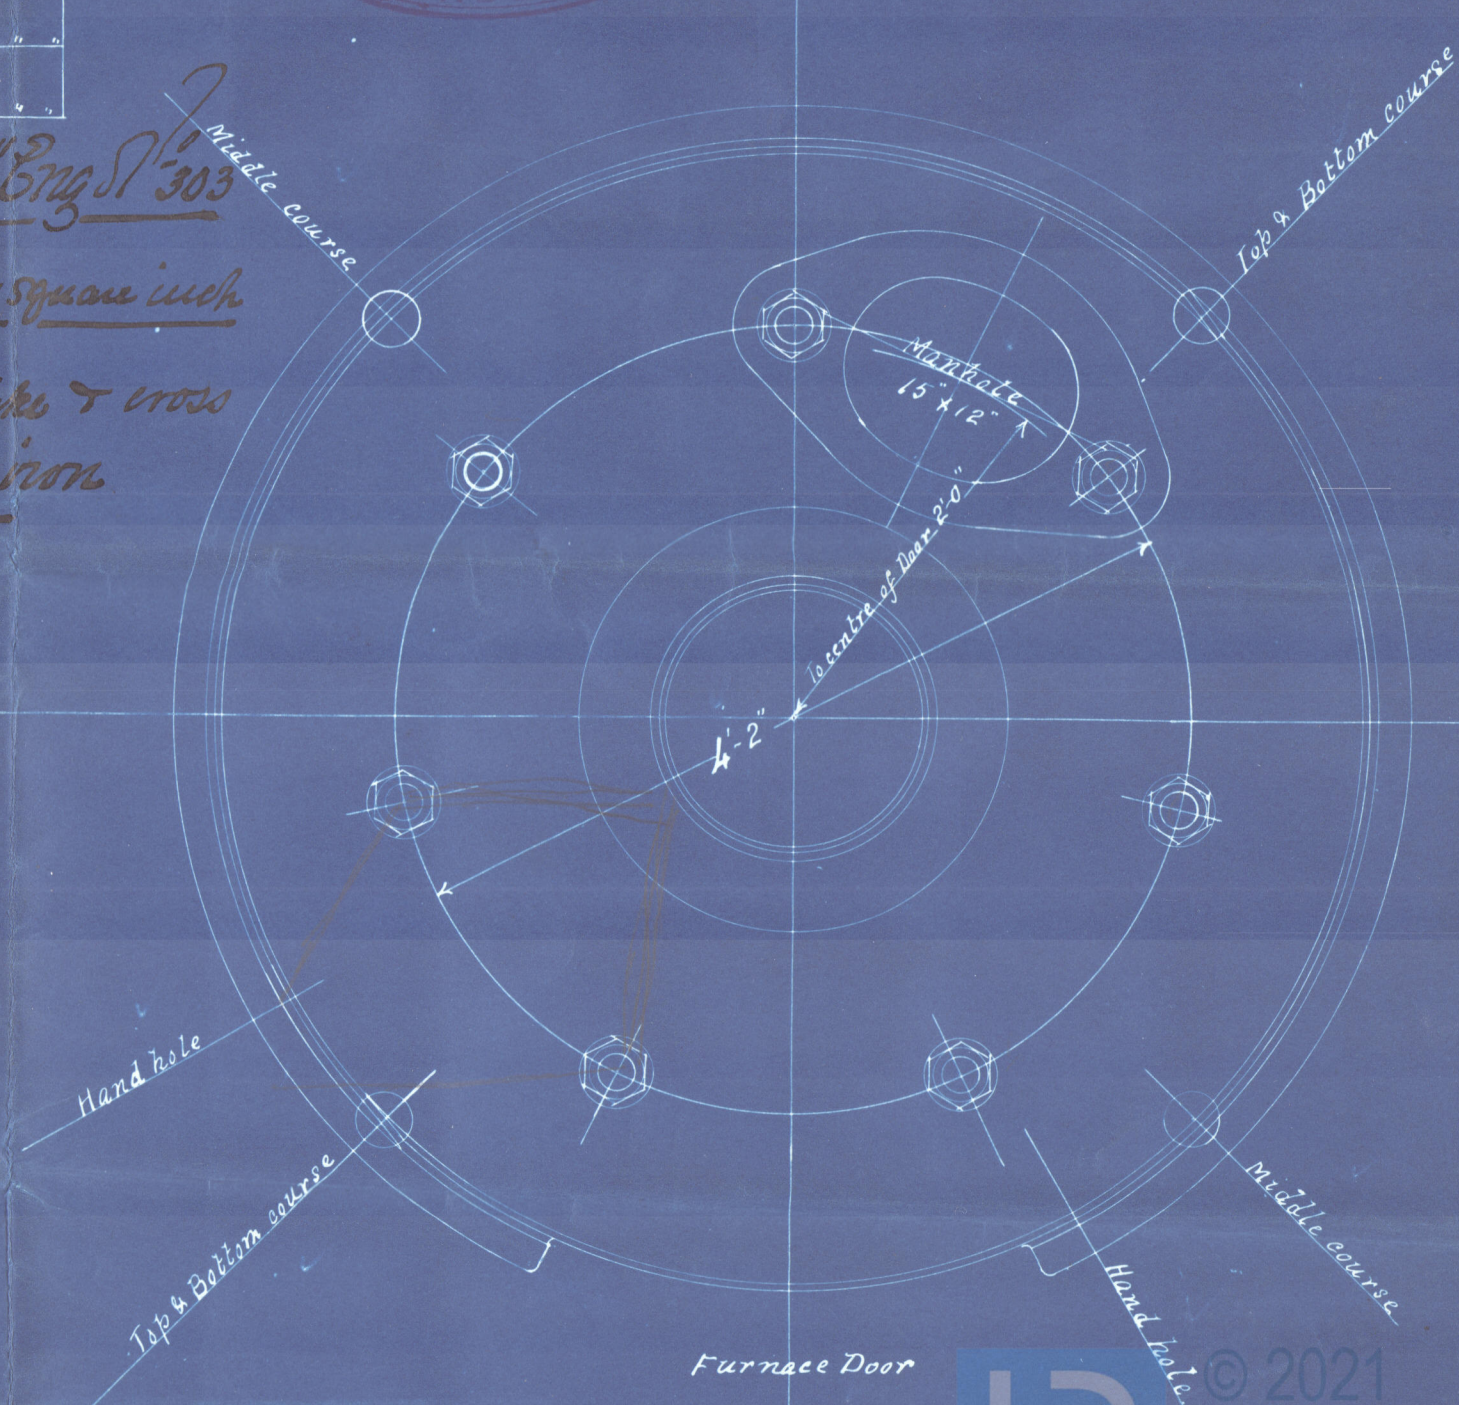 Eng No 303
square inch
& cross
iron
Middle course
Top & Bottom course
Manhole
15" x 12"
To centre of Door 2'-0"
4'-2"
Hand hole
Top & Bottom course
Middle course
Hand hole
Furnace Door
© 2021